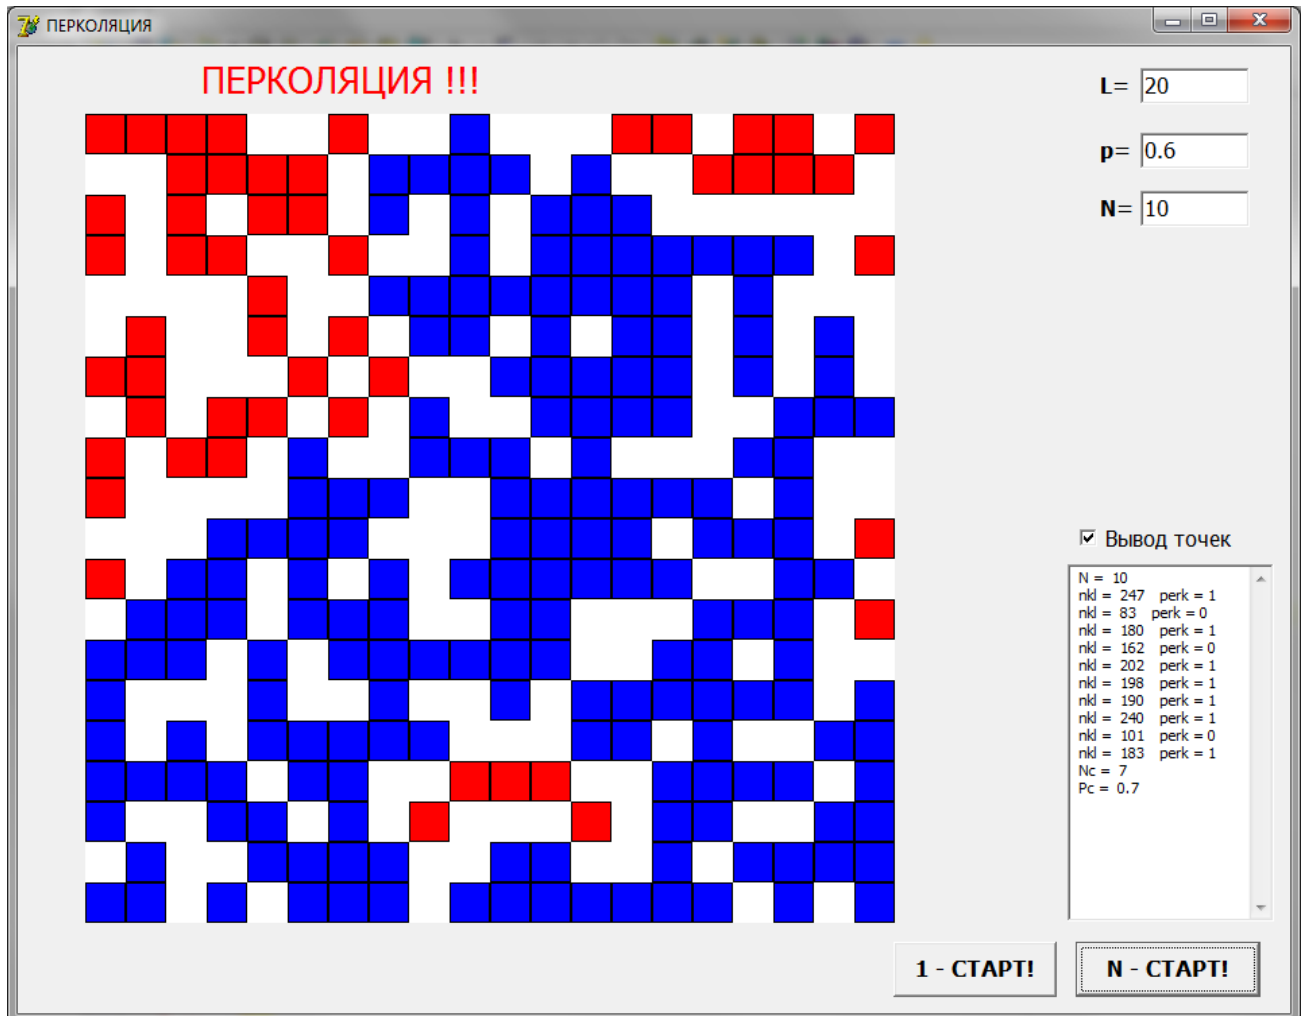 ПЕРКОЛЯЦИЯ
ПЕРКОЛЯЦИЯ !!!
L= 20
p= 0.6
N= 10
Вывод точек
N = 10
nkl = 247 perk = 1
nkl = 83 perk = 0
nkl = 180 perk = 1
nkl = 162 perk = 0
nkl = 202 perk = 1
nkl = 198 perk = 1
nkl = 190 perk = 1
nkl = 240 perk = 1
nkl = 101 perk = 0
nkl = 183 perk = 1
Nc = 7
Pc = 0.7
1 - СТАРТ!
N - СТАРТ!